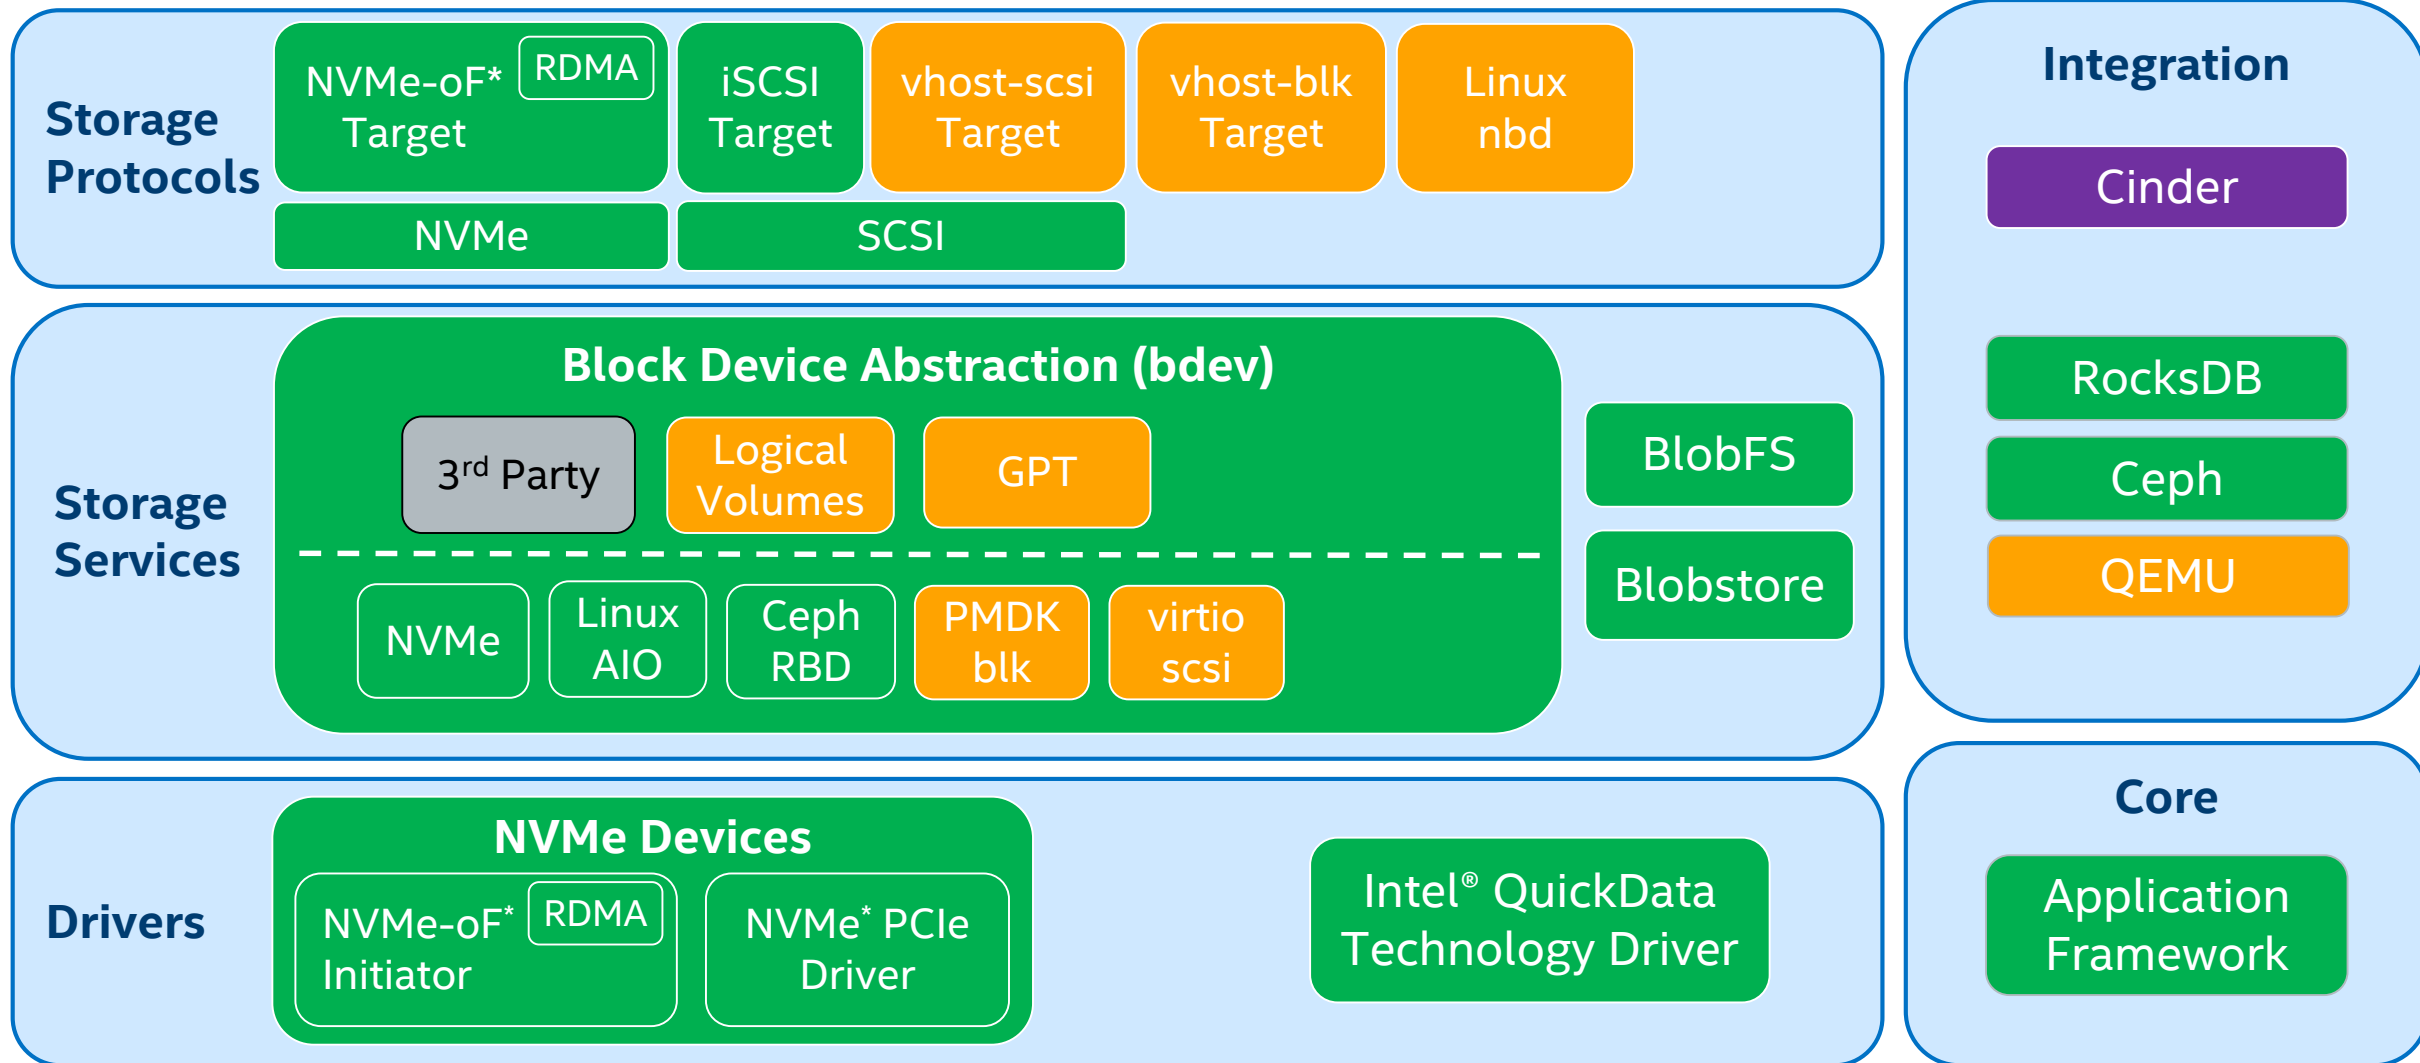 Storage
Protocols
NVMe-oF* RDMA
Target
iSCSI
Target
vhost-scsi
Target
vhost-blk
Target
Linux
nbd
NVMe
SCSI
Storage
Services
Block Device Abstraction (bdev)
3rd Party
Logical
Volumes
GPT
NVMe
Linux
AIO
Ceph
RBD
PMDK
blk
virtio
scsi
BlobFS
Blobstore
Drivers
NVMe Devices
NVMe-oF* RDMA
Initiator
NVMe* PCIe
Driver
Intel® QuickData
Technology Driver
Integration
Cinder
RocksDB
Ceph
QEMU
Core
Application
Framework